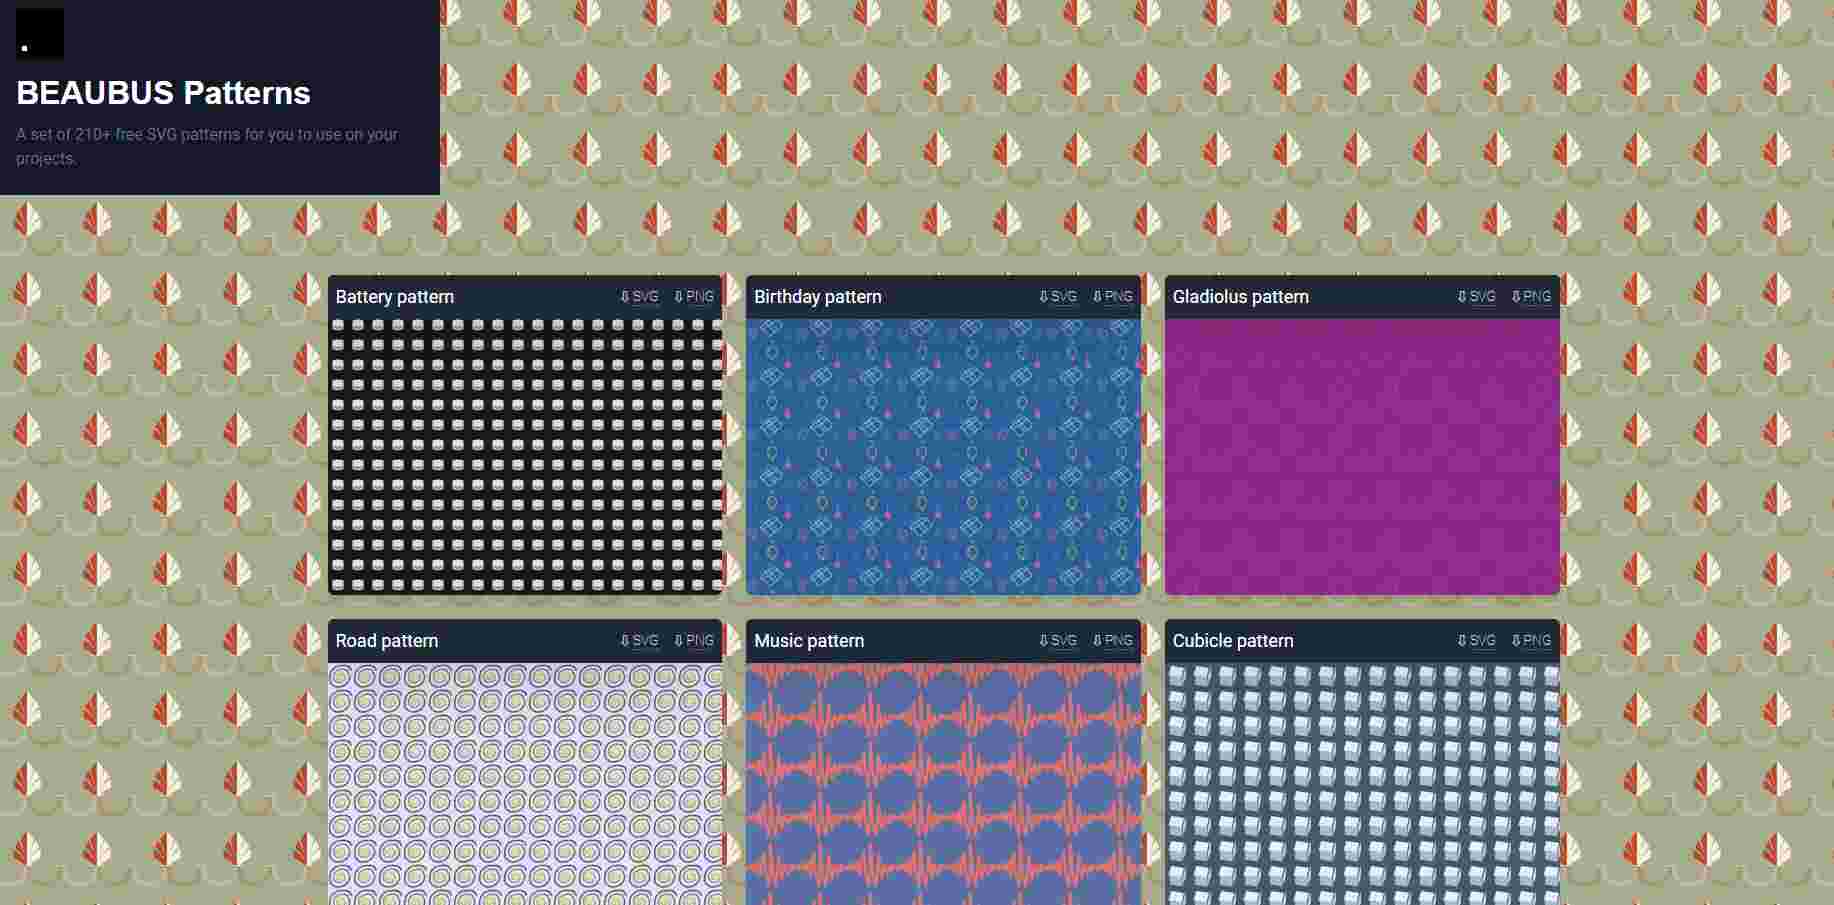 BEAUBUS Patterns
A set of 210+ free SVG patterns for you to use on your
projects.
Battery pattern ⇩ SVG ⇩ PNG
Birthday pattern ⇩ SVG ⇩ PNG
Gladiolus pattern ⇩ SVG ⇩ PNG
Road pattern ⇩ SVG ⇩ PNG
Music pattern ⇩ SVG ⇩ PNG
Cubicle pattern ⇩ SVG ⇩ PNG